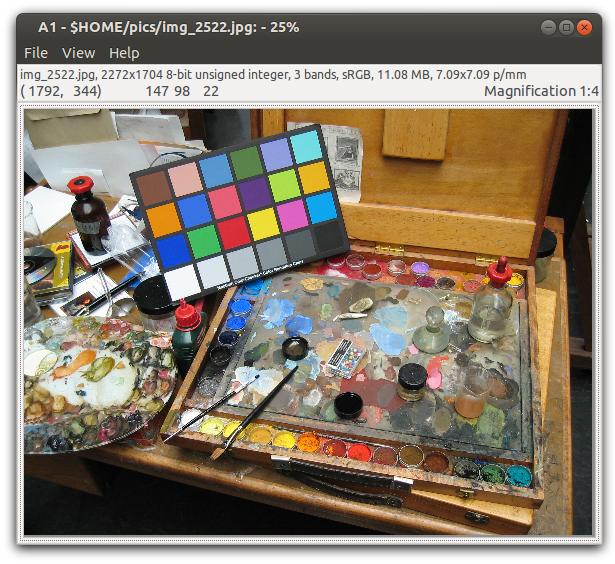 A1 - $HOME/pics/img_2522.jpg: - 25%
File View Help
img_2522.jpg, 2272x1704 8-bit unsigned integer, 3 bands, sRGB, 11.08 MB, 7.09x7.09 p/mm
( 1792, 344) 147 98 22 Magnification 1:4